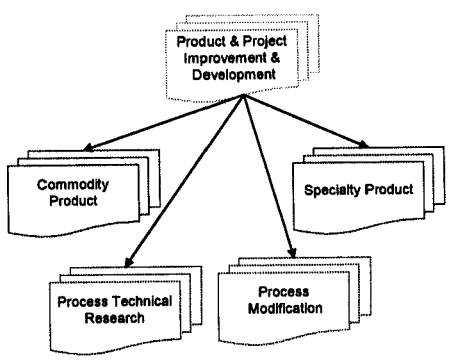 Product & Project
Improvement &
Development
Commodity
Product
Specialty Product
Process Technical
Research
Process
Modification